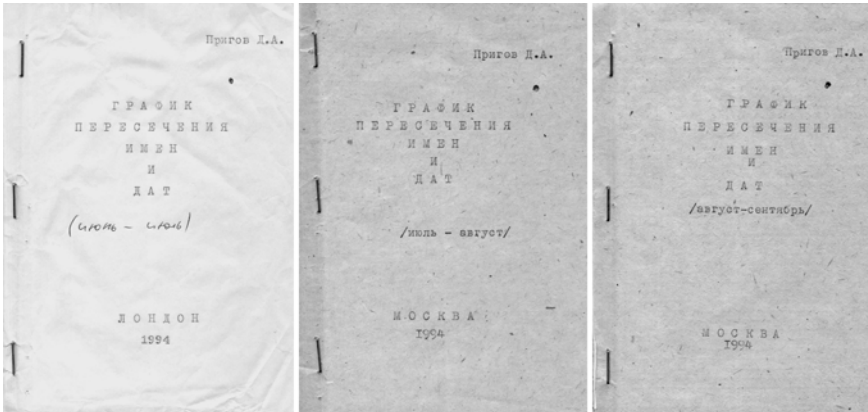 Пригов Д.А.
ГРАФИК
ПЕРЕСЕЧЕНИЯ
ИМЕН
И
ДАТ
(июнь - июль)
ЛОНДОН
1994
Пригов Д.А.
ГРАФИК
ПЕРЕСЕЧЕНИЯ
ИМЕН
И
ДАТ
/июль - август/
МОСКВА
1994
Пригов Д.А.
ГРАФИК
ПЕРЕСЕЧЕНИЯ
ИМЕН
И
ДАТ
/август-сентябрь/
МОСКВА
1994